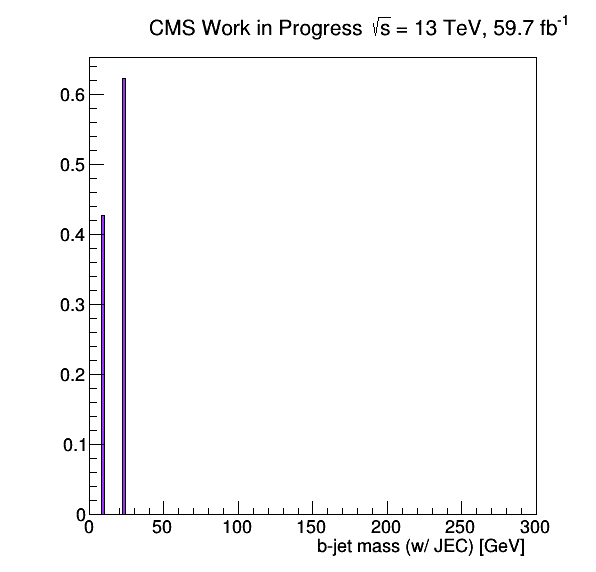 CMS Work in Progress √s = 13 TeV, 59.7 fb⁻¹
0.6
0.5
0.4
0.3
0.2
0.1
0
0 50 100 150 200 250 300
b-jet mass (w/ JEC) [GeV]